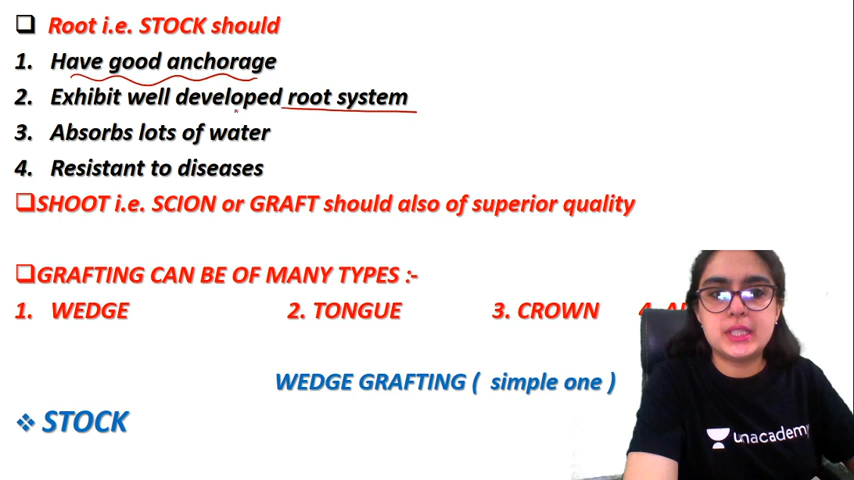 Root i.e. STOCK should
1. Have good anchorage
2. Exhibit well developed root system
3. Absorbs lots of water
4. Resistant to diseases
SHOOT i.e. SCION or GRAFT should also of superior quality
GRAFTING CAN BE OF MANY TYPES :-
1. WEDGE 2. TONGUE 3. CROWN 4.
WEDGE GRAFTING ( simple one )
STOCK
unacademy